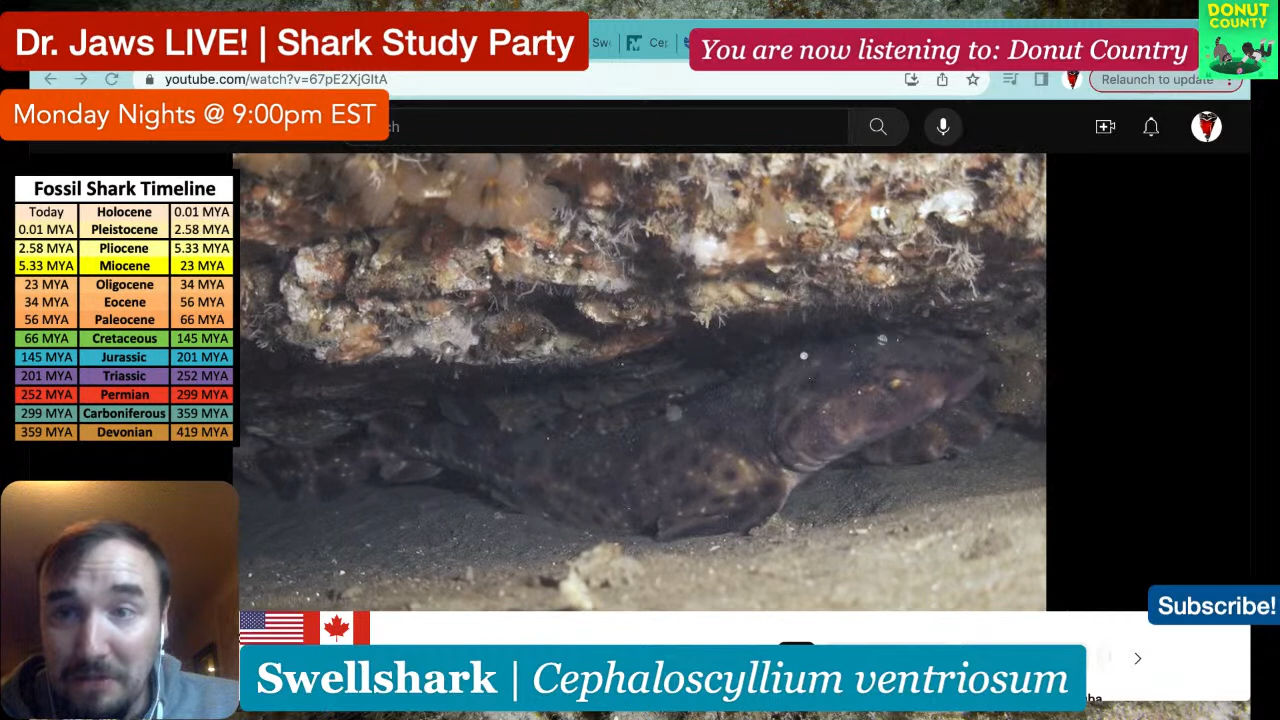 Dr. Jaws LIVE! | Shark Study Party
Swe
Cep
You are now listening to: Donut Country
DONUT
COUNTY
youtube.com/watch?v=67pE2XjGItA
Relaunch to update
Monday Nights @ 9:00pm EST
ch
Fossil Shark Timeline
Today Holocene 0.01 MYA
0.01 MYA Pleistocene 2.58 MYA
2.58 MYA Pliocene 5.33 MYA
5.33 MYA Miocene 23 MYA
23 MYA Oligocene 34 MYA
34 MYA Eocene 56 MYA
56 MYA Paleocene 66 MYA
66 MYA Cretaceous 145 MYA
145 MYA Jurassic 201 MYA
201 MYA Triassic 252 MYA
252 MYA Permian 299 MYA
299 MYA Carboniferous 359 MYA
359 MYA Devonian 419 MYA
Subscribe!
Swellshark | Cephaloscyllium ventriosum